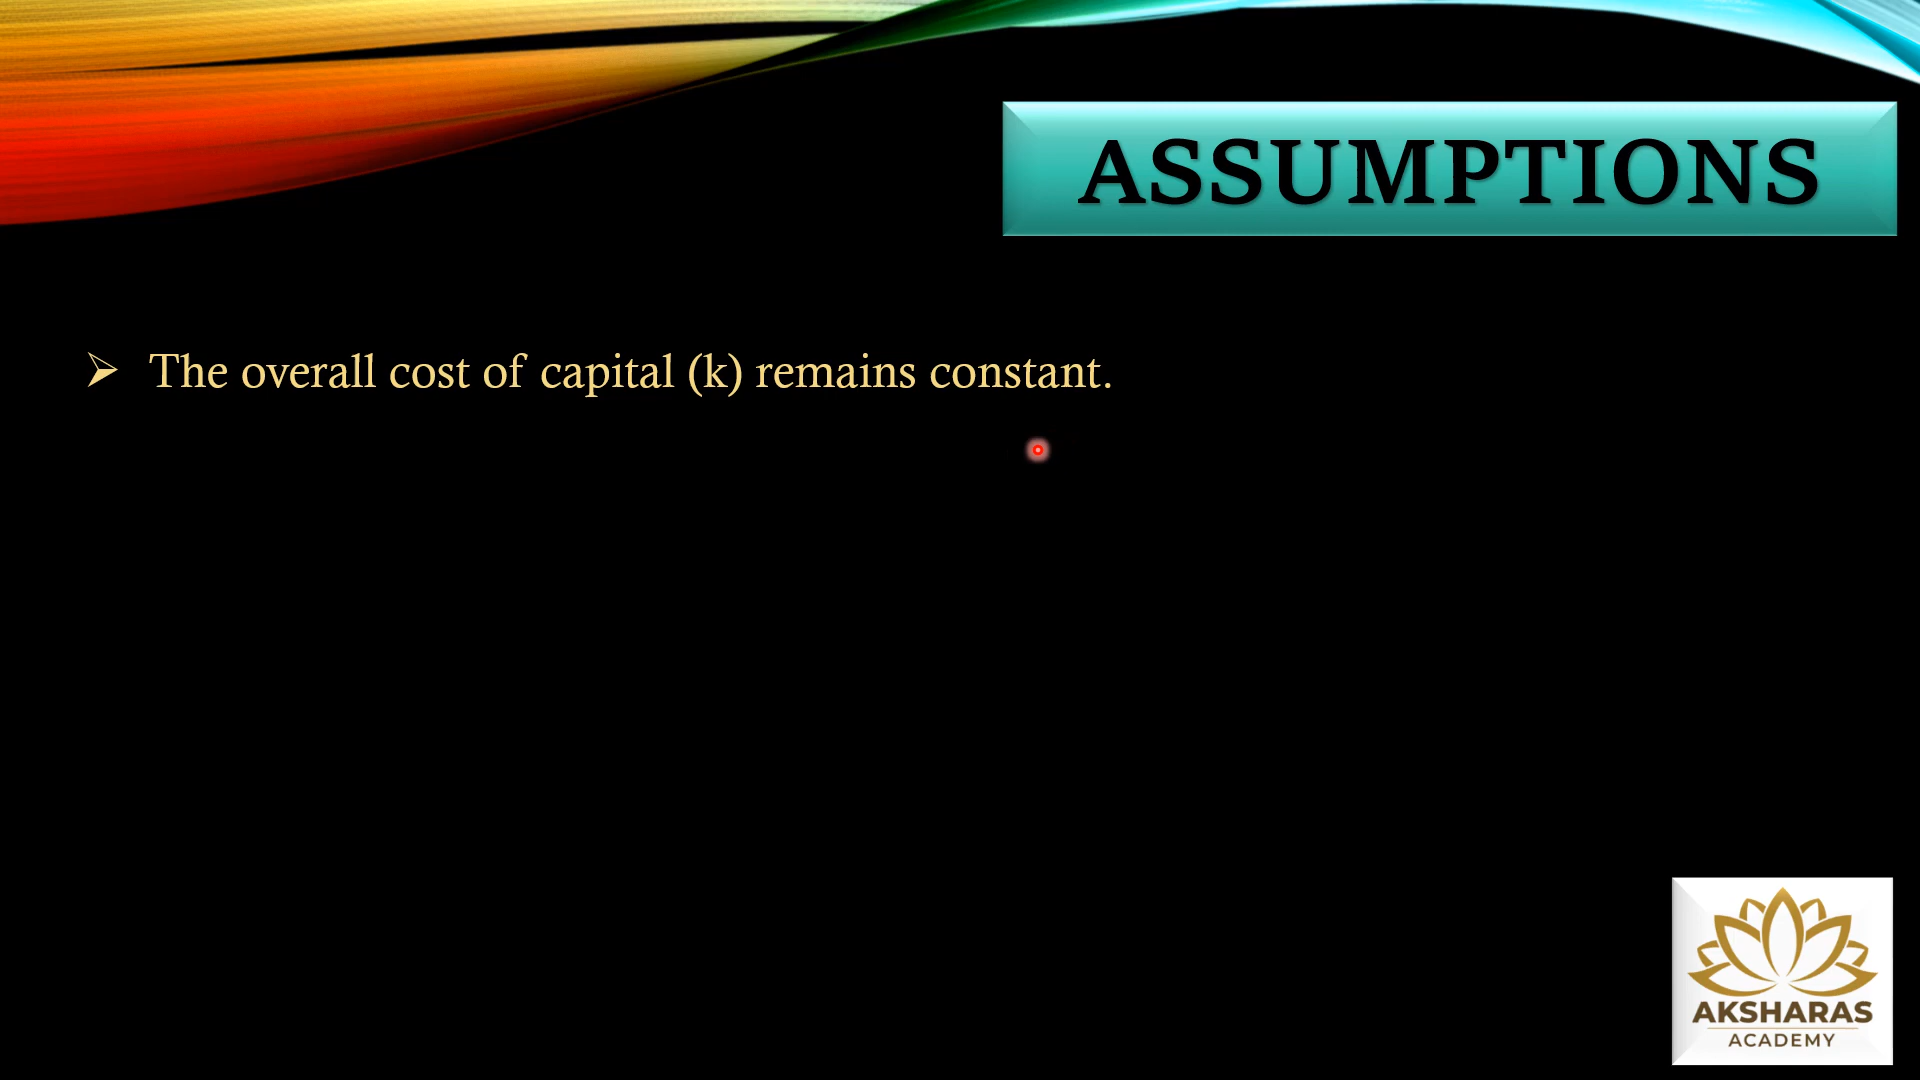 ASSUMPTIONS
The overall cost of capital (k) remains constant.
AKSHARAS
ACADEMY